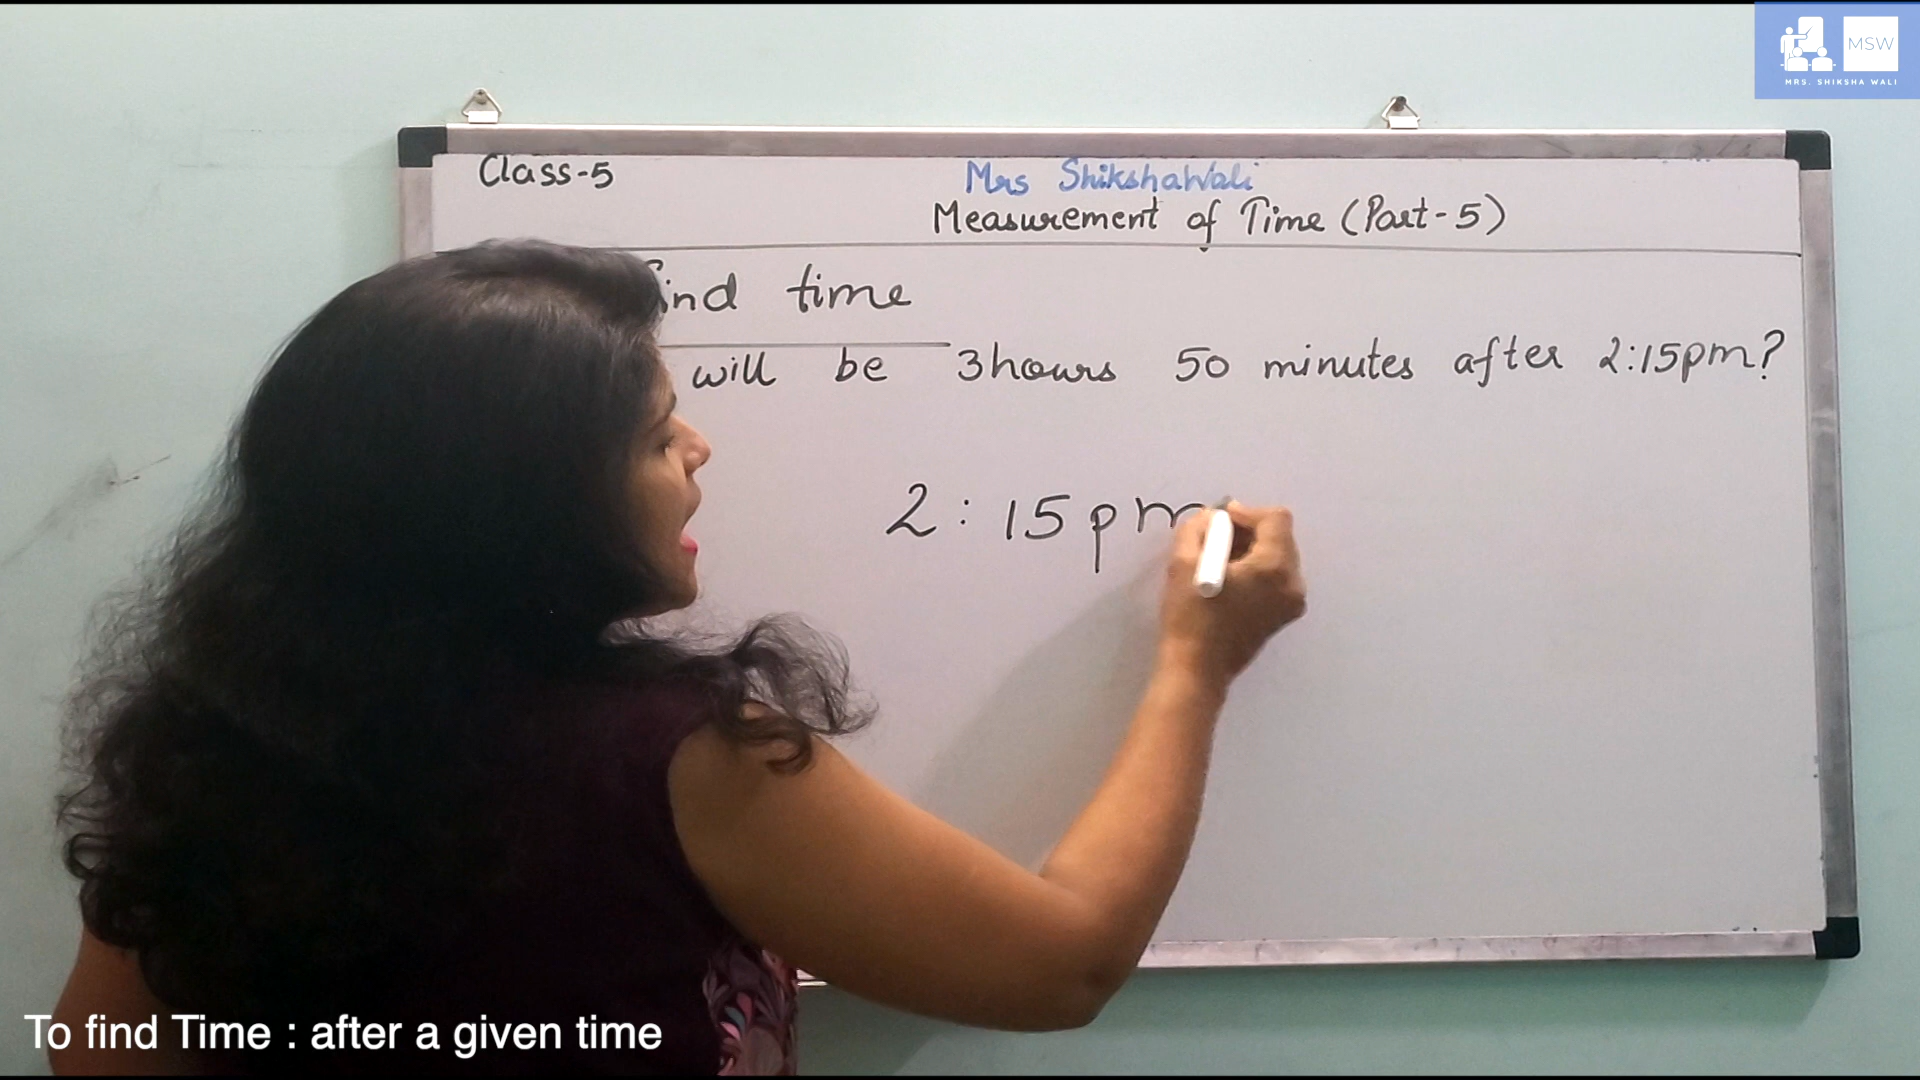 MSW
MRS. SHIKSHA WALI
Class-5
Mrs ShikshaWali
Measurement of Time (Part-5)
find time
will be 3hours 50 minutes after 2:15pm?
2:15pm
To find Time : after a given time